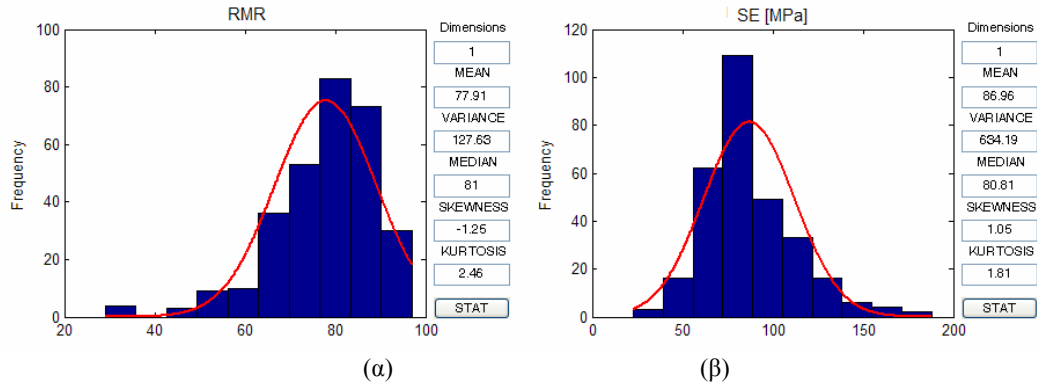 RMR
100
80
60
40
20
0
Frequency
20
40
60
80
100
Dimensions
1
MEAN
77.91
VARIANCE
127.63
MEDIAN
81
SKEWNESS
-1.25
KURTOSIS
2.46
STAT
(α)
SE [MPa]
120
100
80
60
40
20
0
Frequency
0
50
100
150
200
Dimensions
1
MEAN
86.96
VARIANCE
634.19
MEDIAN
80.81
SKEWNESS
1.05
KURTOSIS
1.81
STAT
(β)